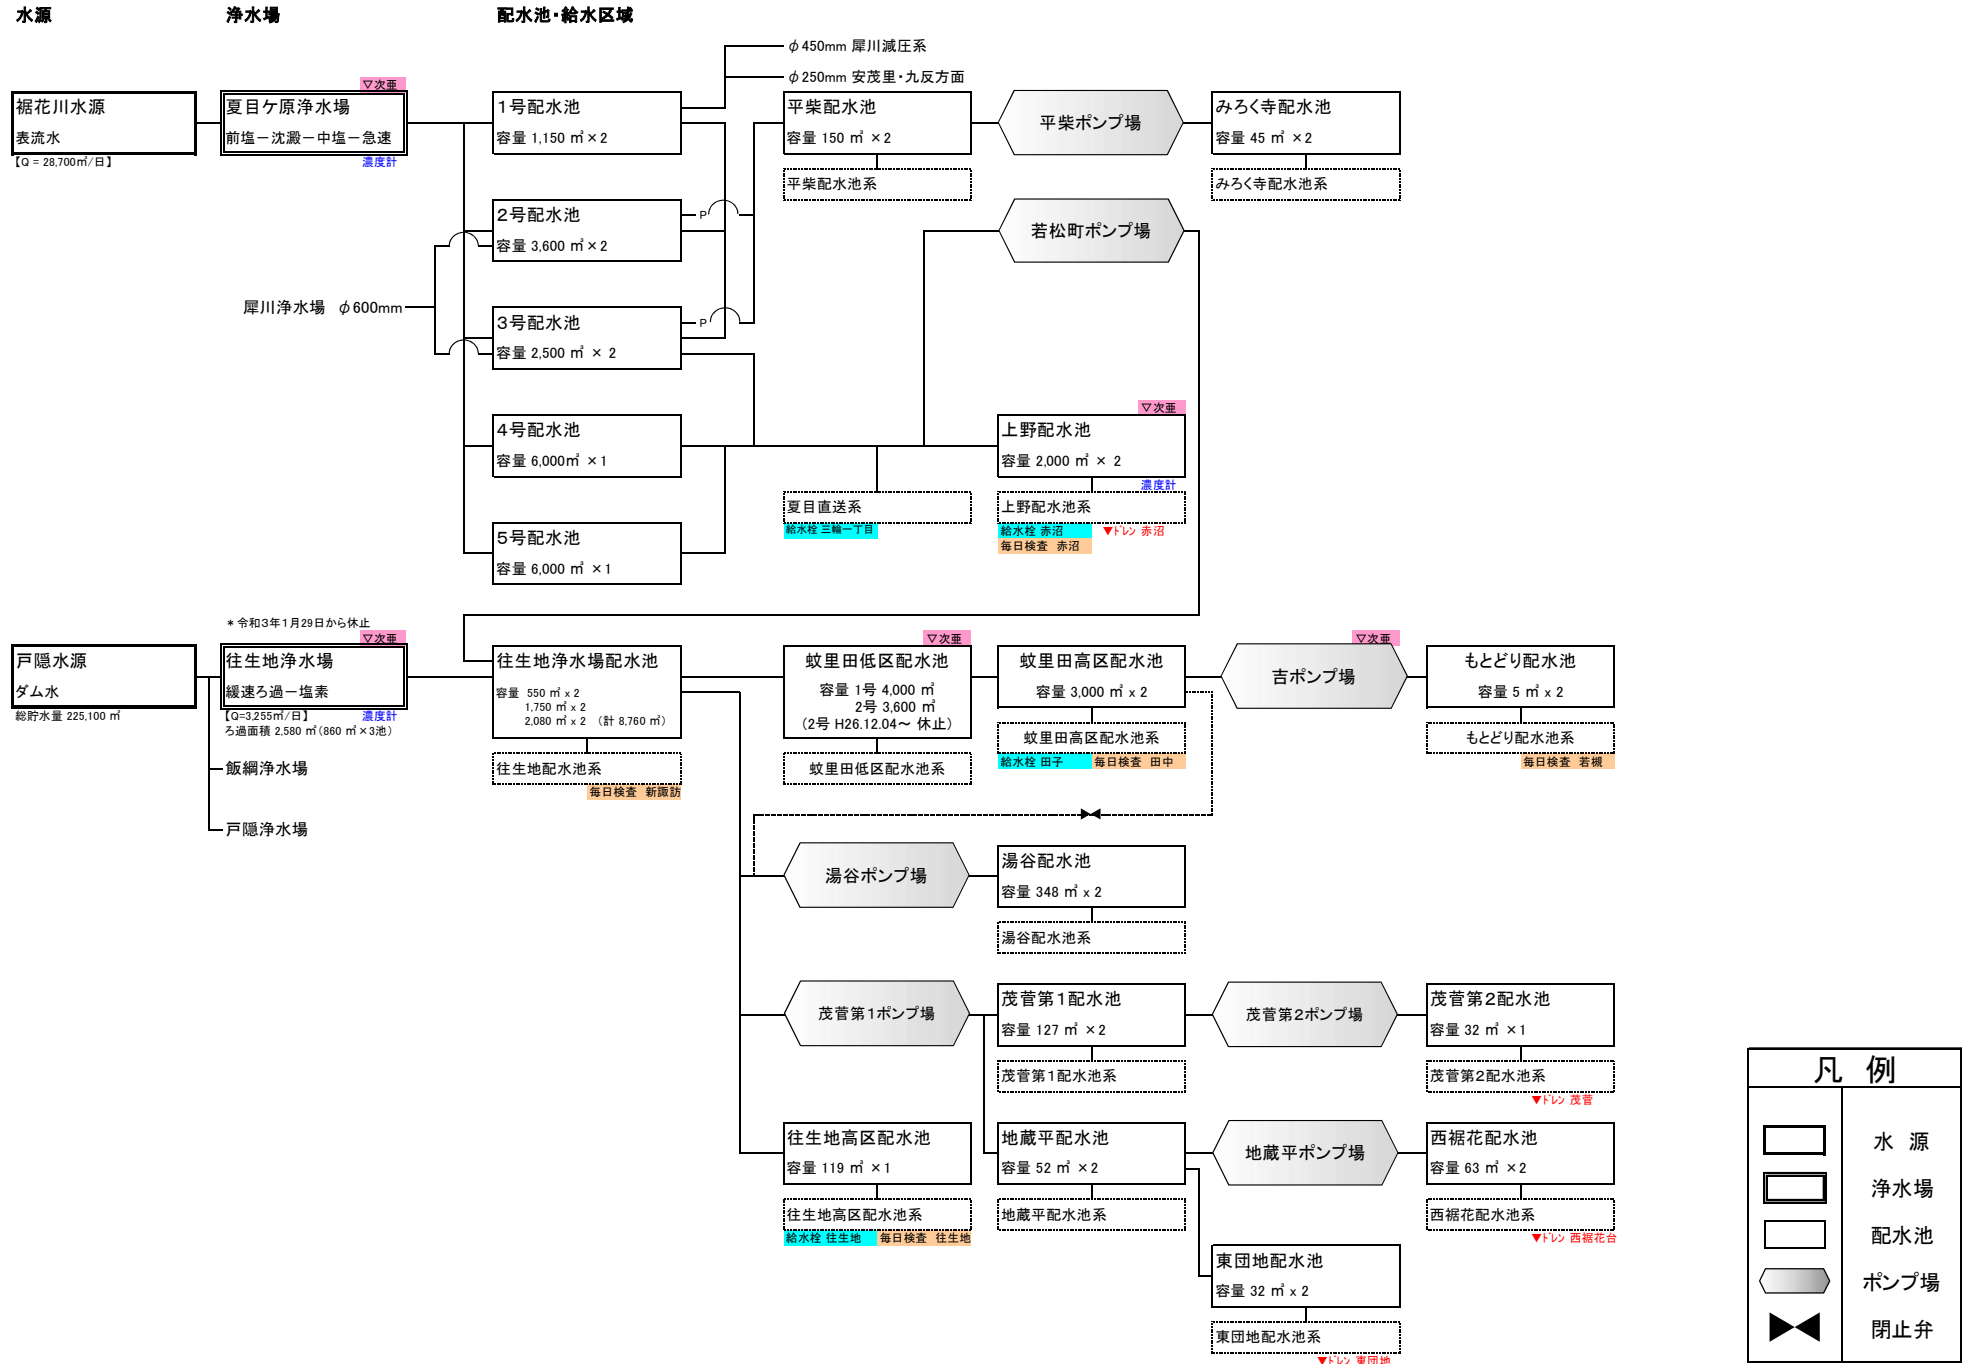 水源　浄水場　配水池・給水区域
φ450mm 犀川減圧系
φ250mm 安茂里・九反方面
裾花川水源
表流水
【Q = 28,700㎥/日】
▽次亜
夏目ケ原浄水場
前塩－沈澱－中塩－急速
濃度計
1号配水池
容量 1,150 ㎥×2
平柴配水池
容量 150 ㎥×2
平柴配水池系
平柴ポンプ場
みろく寺配水池
容量 45 ㎥×2
みろく寺配水池系
2号配水池
容量 3,600 ㎥×2
P
若松町ポンプ場
犀川浄水場　φ600mm
3号配水池
容量 2,500 ㎥ × 2
P
4号配水池
容量 6,000㎥ ×1
▽次亜
上野配水池
容量 2,000 ㎥ × 2
濃度計
夏目直送系
給水栓 三輪一丁目
上野配水池系
給水栓 赤沼
▼ドレン 赤沼
毎日検査　赤沼
5号配水池
容量 6,000 ㎥ ×1
＊令和3年1月29日から休止
戸隠水源
ダム水
総貯水量 225,100 ㎥
▽次亜
往生地浄水場
緩速ろ過－塩素
【Q=3,255㎥/日】
濃度計
ろ過面積 2,580 ㎡(860 ㎡×3池)
飯綱浄水場
戸隠浄水場
往生地浄水場配水池
容量　550 ㎥ x 2
1,750 ㎥ x 2
2,080 ㎥ x 2　(計 8,760 ㎥)
往生地配水池系
毎日検査　新諏訪
▽次亜
蚊里田低区配水池
容量 1号 4,000 ㎥
2号 3,600 ㎥
(2号 H26.12.04～ 休止)
蚊里田低区配水池系
蚊里田高区配水池
容量 3,000 ㎥ x 2
蚊里田高区配水池系
給水栓 田子
毎日検査　田中
▽次亜
吉ポンプ場
もとどり配水池
容量 5 ㎥ x 2
もとどり配水池系
毎日検査　若槻
湯谷ポンプ場
湯谷配水池
容量 348 ㎥ x 2
湯谷配水池系
茂菅第1ポンプ場
茂菅第1配水池
容量 127 ㎥ ×2
茂菅第1配水池系
茂菅第2ポンプ場
茂菅第2配水池
容量 32 ㎥ ×1
茂菅第2配水池系
▼ドレン 茂菅
往生地高区配水池
容量 119 ㎥ ×1
往生地高区配水池系
給水栓 往生地
毎日検査　往生地
地蔵平配水池
容量 52 ㎥ ×2
地蔵平配水池系
地蔵平ポンプ場
西裾花配水池
容量 63 ㎥ ×2
西裾花配水池系
▼ドレン 西裾花台
東団地配水池
容量 32 ㎥ x 2
東団地配水池系
▼ドレン 東団地
凡　例
水　源
浄水場
配水池
ポンプ場
閉止弁